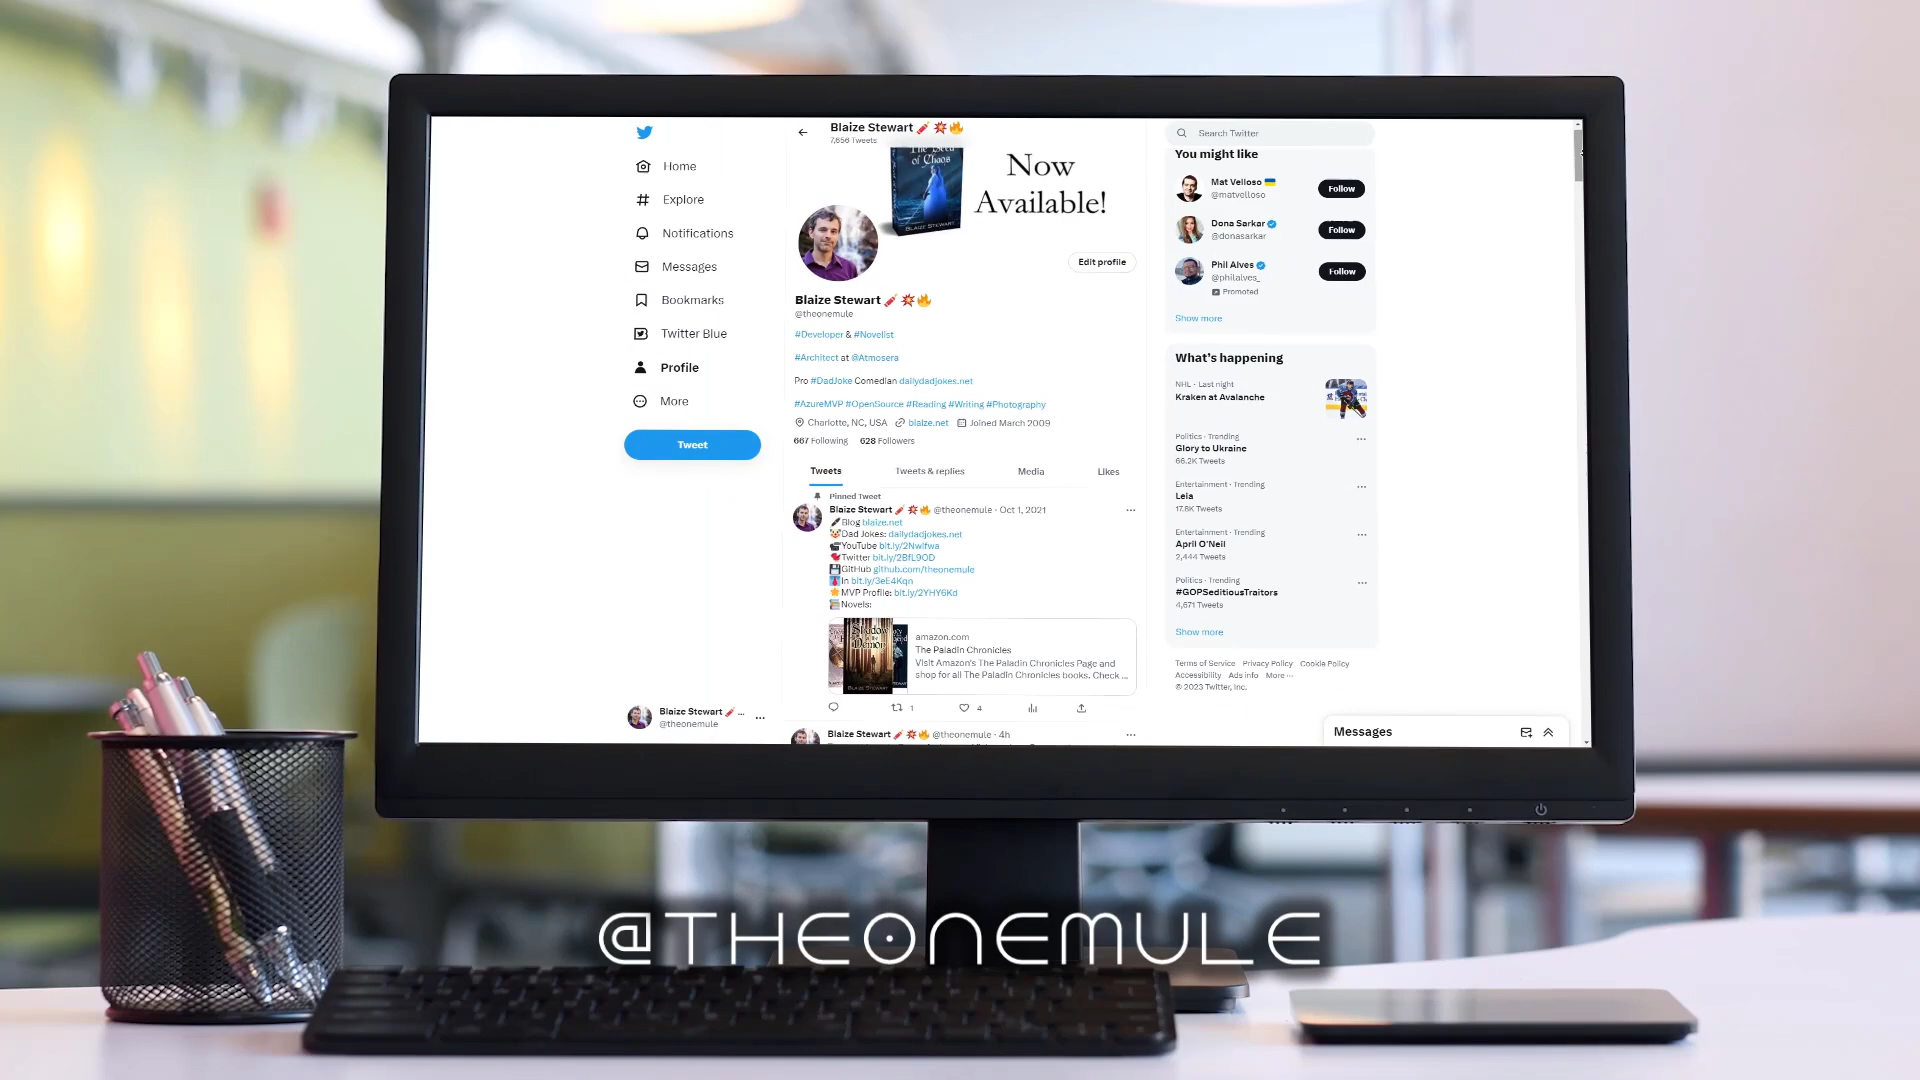 Home
Explore
Notifications
Messages
Bookmarks
Twitter Blue
Profile
More
Tweet
Blaize Stewart 🧨 ...
@theonemule
Blaize Stewart 🧨 💥🔥
7,656 Tweets
of Chaos
BLAIZE STEWART
Now
Available!
Edit profile
Blaize Stewart 🧨 💥🔥
@theonemule
#Developer & #Novelist
#Architect at @Atmosera
Pro #DadJoke Comedian dailydadjokes.net
#AzureMVP #OpenSource #Reading #Writing #Photography
Charlotte, NC, USA blaize.net Joined March 2009
667 Following 628 Followers
Tweets Tweets & replies Media Likes
Pinned Tweet
Blaize Stewart 🧨 💥🔥 @theonemule · Oct 1, 2021
Blog blaize.net
Dad Jokes: dailydadjokes.net
YouTube bit.ly/2Nwlfwa
Twitter bit.ly/2BfL9OD
GitHub github.com/theonemule
In bit.ly/3eE4Kqn
MVP Profile: bit.ly/2YHY6Kd
Novels:
amazon.com
The Paladin Chronicles
Visit Amazon's The Paladin Chronicles Page and
shop for all The Paladin Chronicles books. Check ...
Shadow
Demon
BLAIZE STEWART
1 4
Blaize Stewart 🧨 💥🔥 @theonemule · 4h
Search Twitter
You might like
Mat Velloso 🇺🇦
@matvelloso
Follow
Dona Sarkar
@donasarkar
Follow
Phil Alves
@philalves_
Promoted
Follow
Show more
What's happening
NHL · Last night
Kraken at Avalanche
Politics · Trending
Glory to Ukraine
66.2K Tweets
Entertainment · Trending
Leia
17.8K Tweets
Entertainment · Trending
April O'Neil
2,444 Tweets
Politics · Trending
#GOPSeditiousTraitors
4,671 Tweets
Show more
Terms of Service Privacy Policy Cookie Policy
Accessibility Ads info More ···
© 2023 Twitter, Inc.
Messages
@THEONEMULE